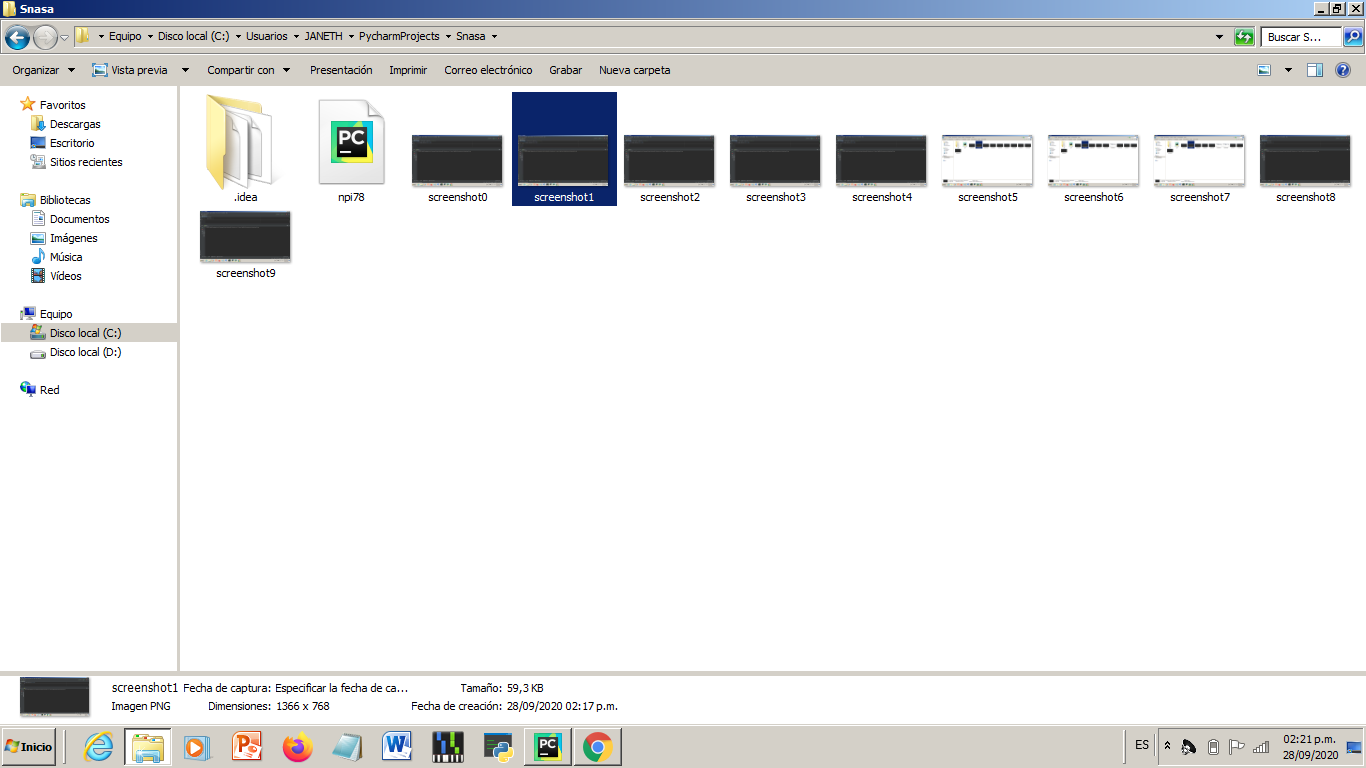 Snasa
Equipo Disco local (C:) Usuarios JANETH PycharmProjects Snasa
Buscar S...
Organizar Vista previa Compartir con Presentación Imprimir Correo electrónico Grabar Nueva carpeta
Favoritos
Descargas
Escritorio
Sitios recientes
Bibliotecas
Documentos
Imágenes
Música
Vídeos
Equipo
Disco local (C:)
Disco local (D:)
Red
PC
.idea npi78 screenshot0 screenshot1 screenshot2 screenshot3 screenshot4 screenshot5 screenshot6 screenshot7 screenshot8
screenshot9
screenshot1 Fecha de captura: Especificar la fecha de ca... Tamaño: 59,3 KB
Imagen PNG Dimensiones: 1366 x 768 Fecha de creación: 28/09/2020 02:17 p.m.
Inicio
PC
ES
02:21 p.m.
28/09/2020